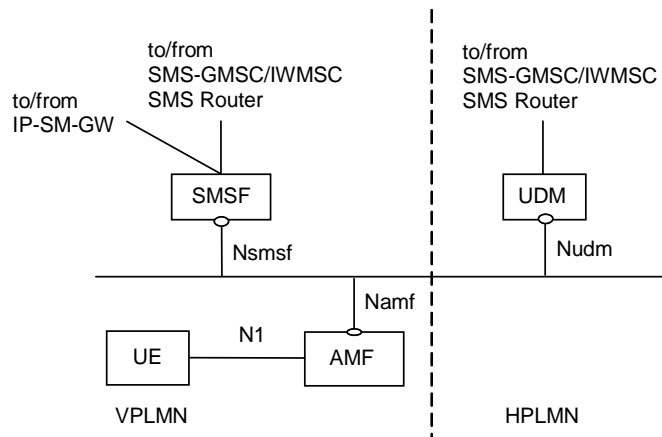 to/from
SMS-GMSC/IWMSC
SMS Router
to/from
SMS-GMSC/IWMSC
SMS Router
to/from
IP-SM-GW
SMSF
UDM
Nsmsf
Nudm
Namf
N1
UE
AMF
VPLMN
HPLMN